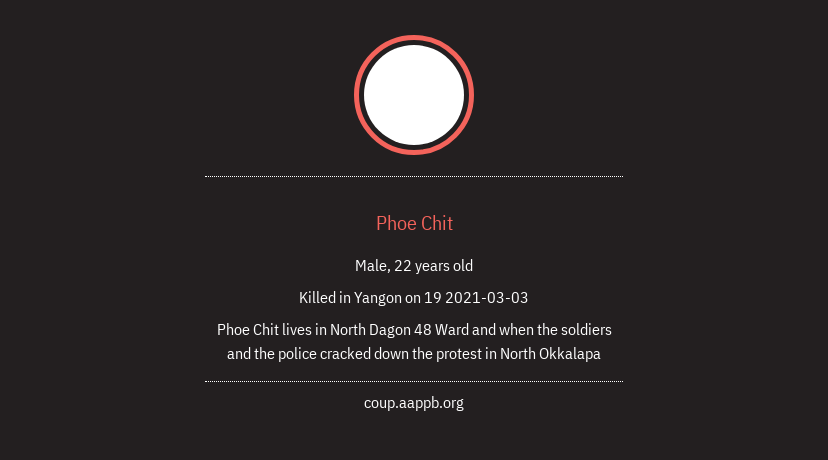 Phoe Chit
Male, 22 years old
Killed in Yangon on 19 2021-03-03
Phoe Chit lives in North Dagon 48 Ward and when the soldiers
and the police cracked down the protest in North Okkalapa
coup.aappb.org